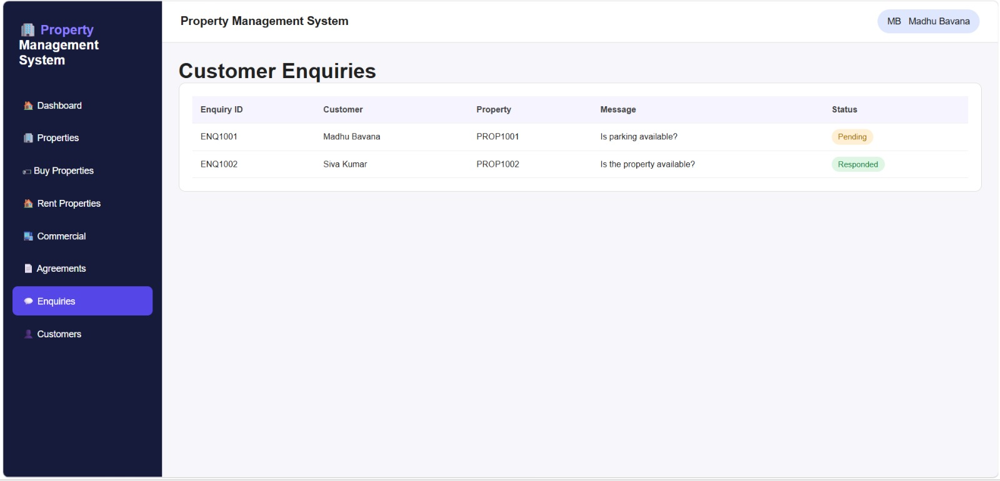 Property
Management
System
Dashboard
Properties
Buy Properties
Rent Properties
Commercial
Agreements
Enquiries
Customers
Property Management System
MB Madhu Bavana
Customer Enquiries
Enquiry ID Customer Property Message Status
ENQ1001 Madhu Bavana PROP1001 Is parking available? Pending
ENQ1002 Siva Kumar PROP1002 Is the property available? Responded